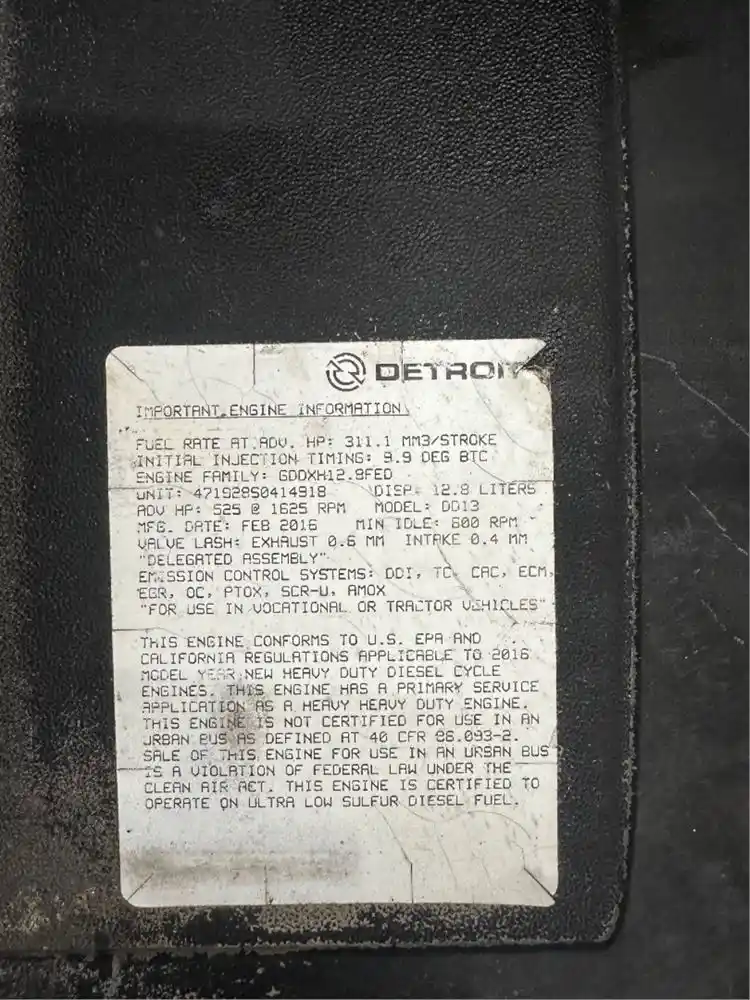 DETROIT
IMPORTANT ENGINE INFORMATION
FUEL RATE AT ADV. HP: 311.1 MM3/STROKE
INITIAL INJECTION TIMING: 9.9 DEG BTC
ENGINE FAMILY: GDDXH12.8FED
UNIT: 471928S0414918 DISP: 12.8 LITERS
ADV HP: 525 @ 1625 RPM MODEL: DD13
MFG. DATE: FEB 2016 MIN IDLE: 600 RPM
VALVE LASH: EXHAUST 0.6 MM INTAKE 0.4 MM
"DELEGATED ASSEMBLY"
EMISSION CONTROL SYSTEMS: DDI, TC, CAC, ECM,
EGR, OC, PTOX, SCR-U, AMOX
"FOR USE IN VOCATIONAL OR TRACTOR VEHICLES"
THIS ENGINE CONFORMS TO U.S. EPA AND
CALIFORNIA REGULATIONS APPLICABLE TO 2016
MODEL YEAR NEW HEAVY DUTY DIESEL CYCLE
ENGINES. THIS ENGINE HAS A PRIMARY SERVICE
APPLICATION AS A HEAVY HEAVY DUTY ENGINE.
THIS ENGINE IS NOT CERTIFIED FOR USE IN AN
URBAN BUS AS DEFINED AT 40 CFR 86.093-2.
SALE OF THIS ENGINE FOR USE IN AN URBAN BUS
IS A VIOLATION OF FEDERAL LAW UNDER THE
CLEAN AIR ACT. THIS ENGINE IS CERTIFIED TO
OPERATE ON ULTRA LOW SULFUR DIESEL FUEL.